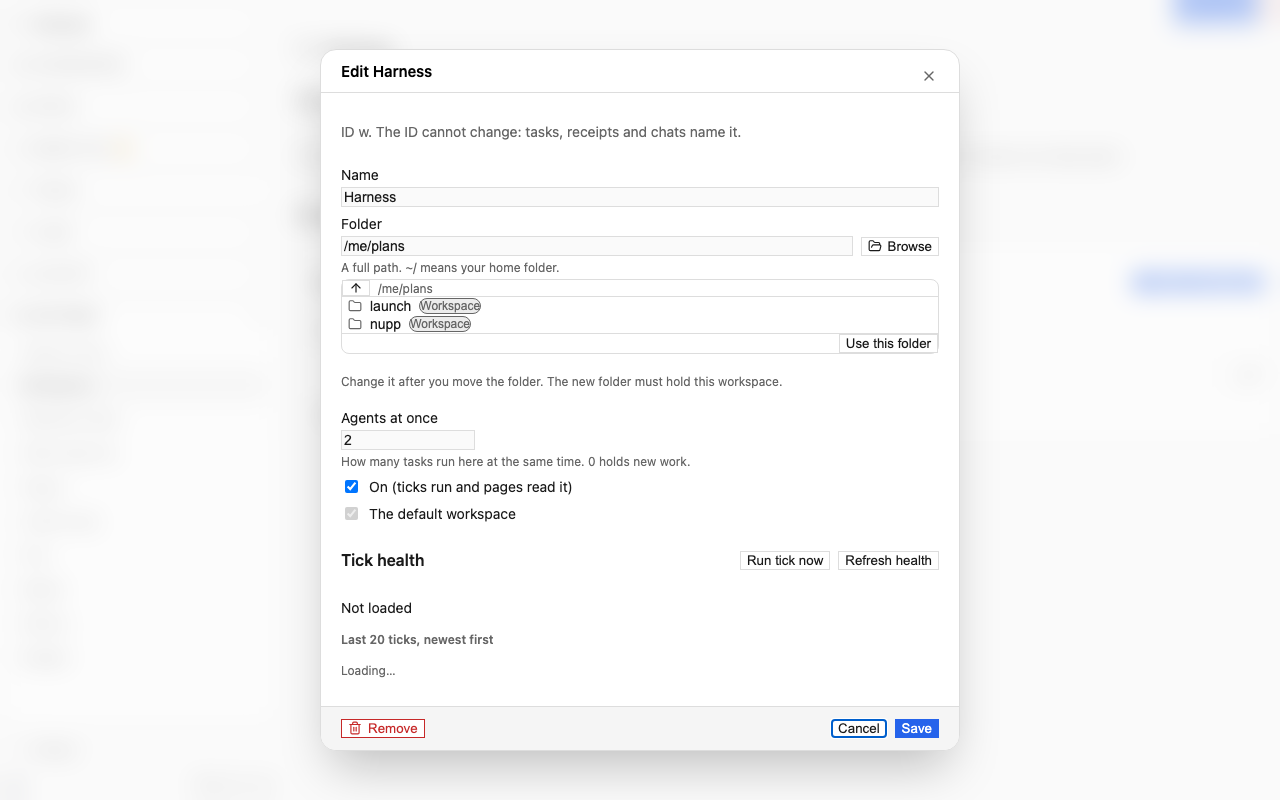 Edit Harness
ID w. The ID cannot change: tasks, receipts and chats name it.
Name
Harness
Folder
/me/plans
Browse
A full path. ~/ means your home folder.
/me/plans
launch Workspace
nupp Workspace
Use this folder
Change it after you move the folder. The new folder must hold this workspace.
Agents at once
2
How many tasks run here at the same time. 0 holds new work.
On (ticks run and pages read it)
The default workspace
Tick health
Run tick now
Refresh health
Not loaded
Last 20 ticks, newest first
Loading…
Remove
Cancel
Save